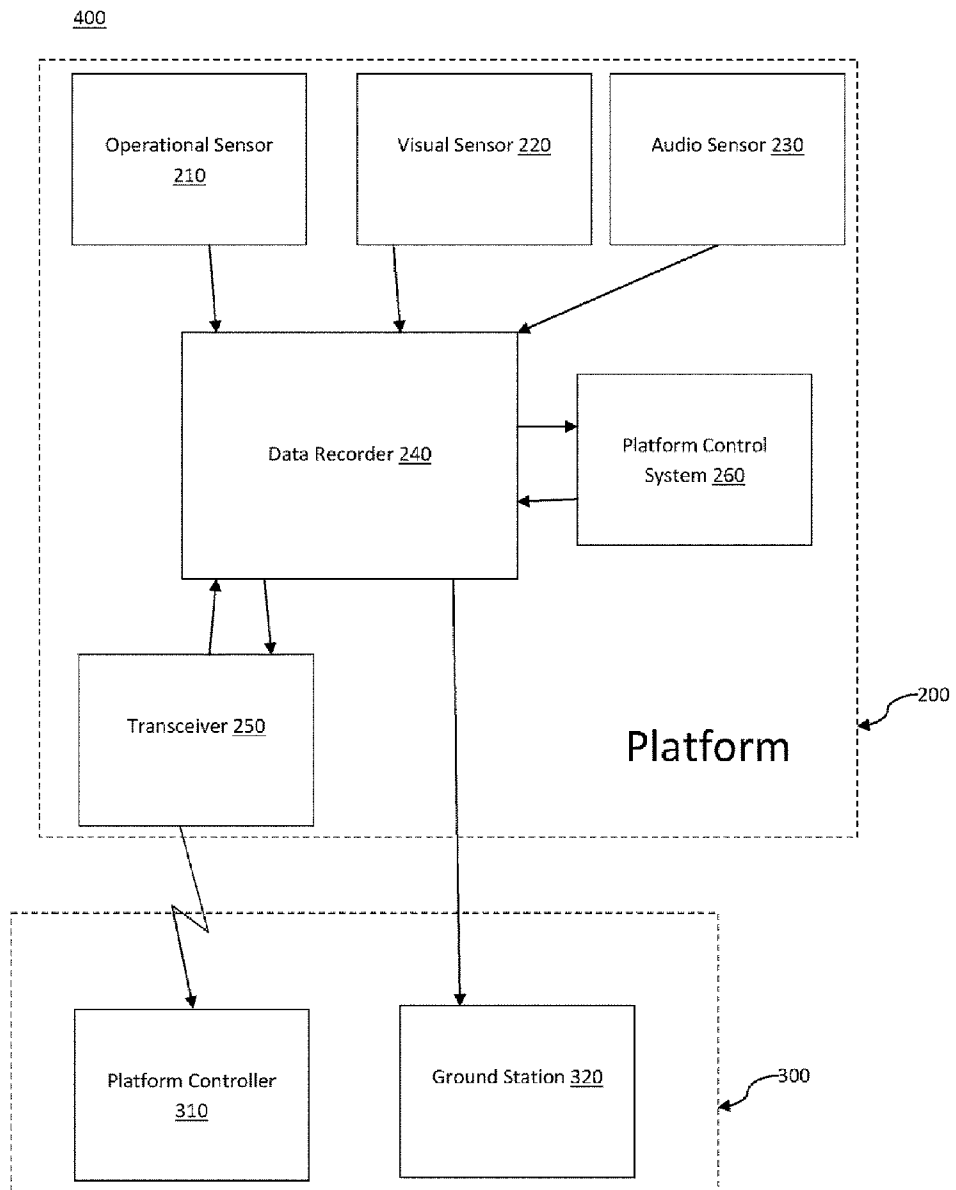 400
Operational Sensor
210
Visual Sensor 220
Audio Sensor 230
Data Recorder 240
Platform Control
System 260
Transceiver 250
Platform
200
Platform Controller
310
Ground Station 320
300